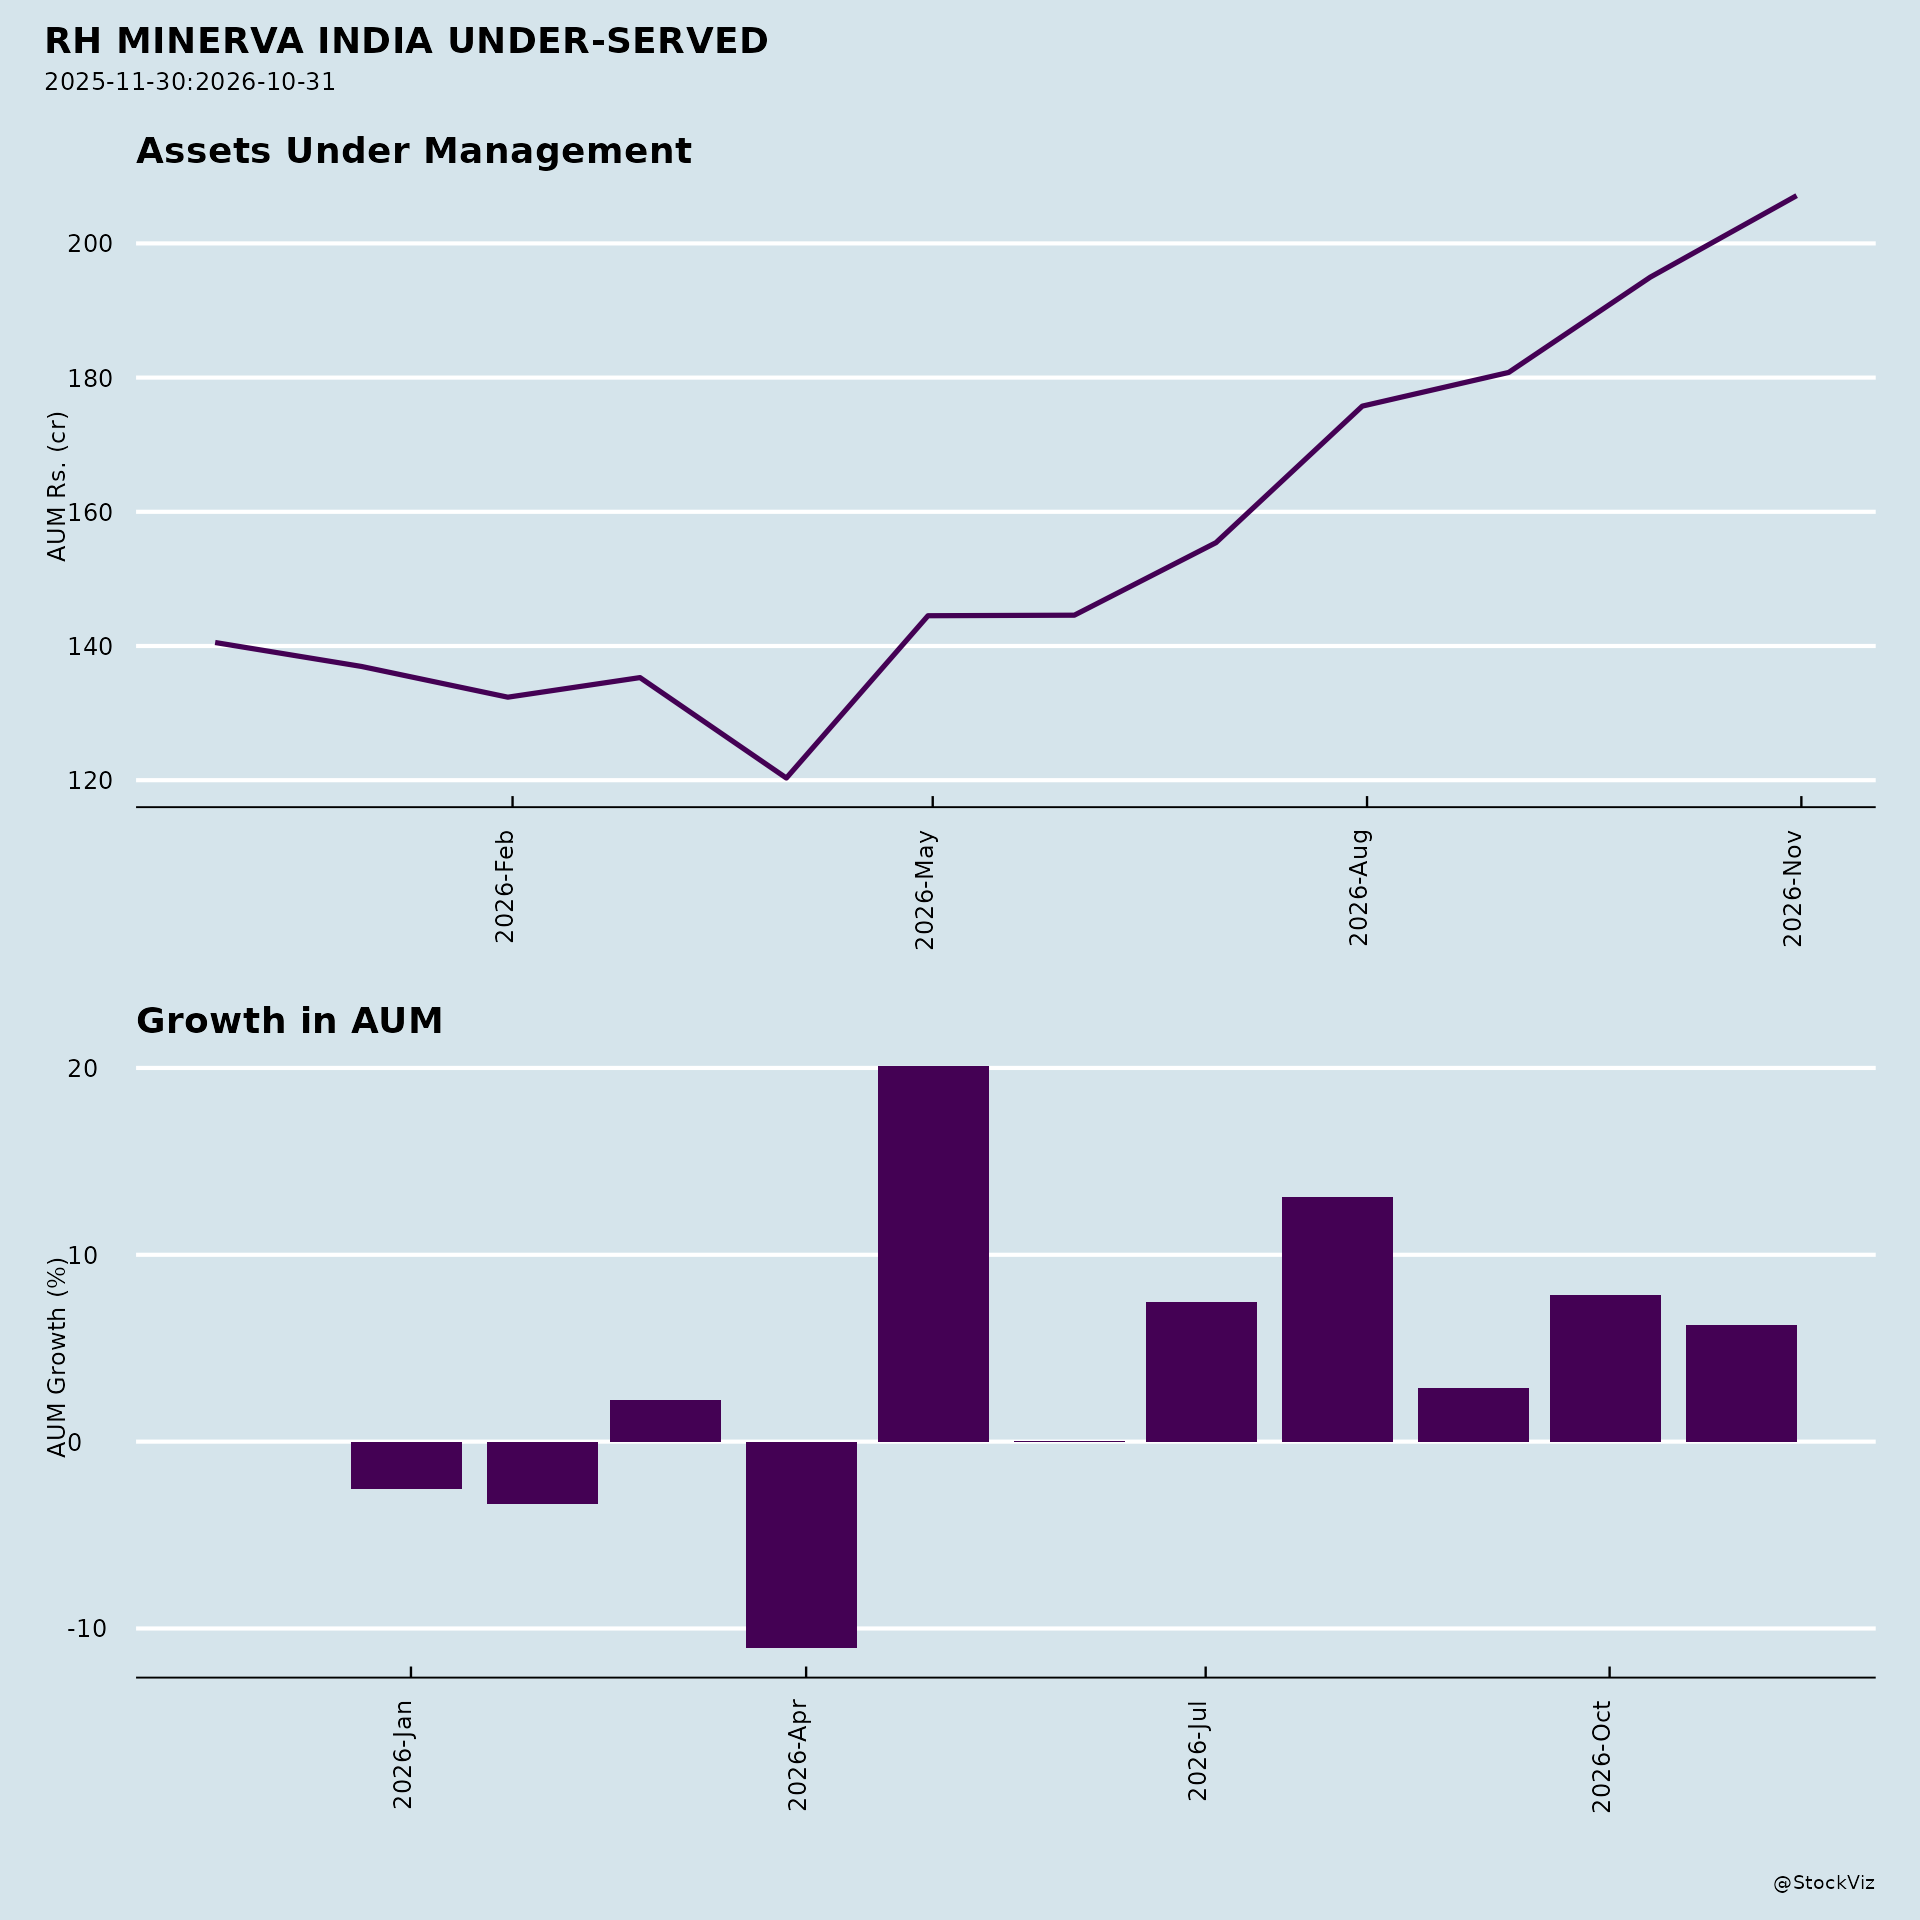 RH MINERVA INDIA UNDER-SERVED
2025-11-30:2026-10-31
Assets Under Management
AUM Rs. (cr)
200
180
160
140
120
2026-Feb
2026-May
2026-Aug
2026-Nov
Growth in AUM
AUM Growth (%)
20
10
0
-10
2026-Jan
2026-Apr
2026-Jul
2026-Oct
@StockViz